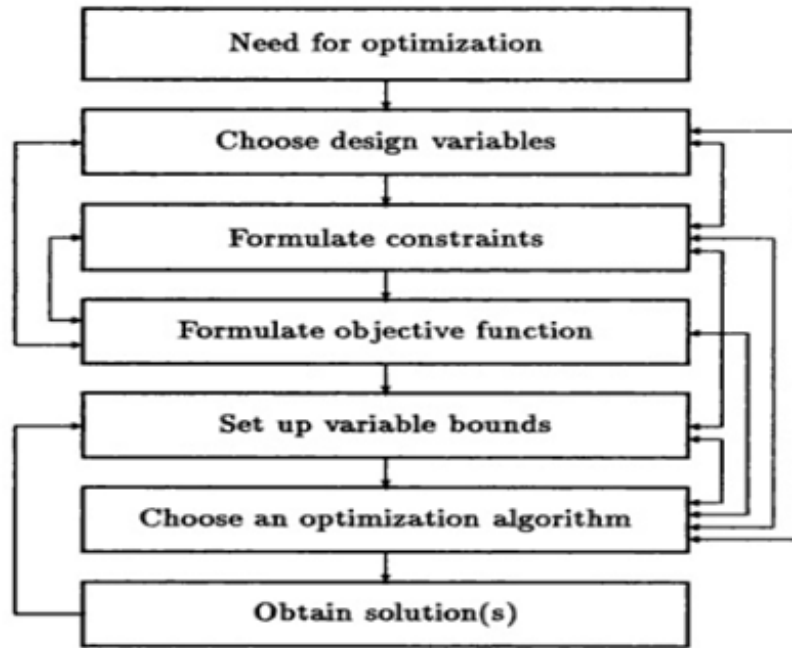 Need for optimization
Choose design variables
Formulate constraints
Formulate objective function
Set up variable bounds
Choose an optimization algorithm
Obtain solution(s)